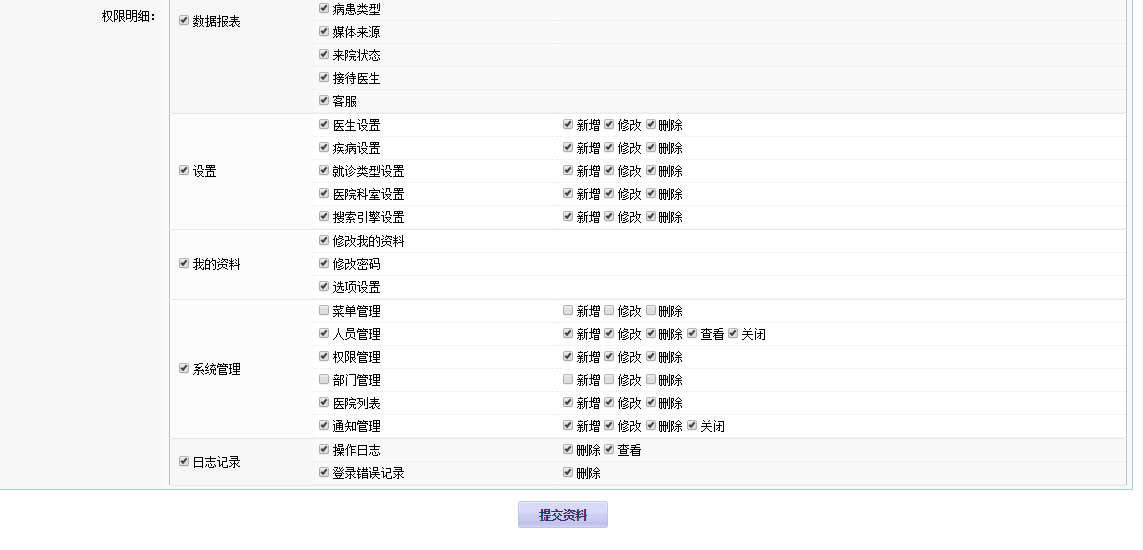 病患类型
权限明细：
数据报表
媒体来源
来院状态
接待医生
客服
医生设置 新增 修改 删除
疾病设置 新增 修改 删除
设置 就诊类型设置 新增 修改 删除
医院科室设置 新增 修改 删除
搜索引擎设置 新增 修改 删除
修改我的资料
我的资料 修改密码
选项设置
菜单管理 新增 修改 删除
人员管理 新增 修改 删除 查看 关闭
权限管理 新增 修改 删除
系统管理
部门管理 新增 修改 删除
医院列表 新增 修改 删除
通知管理 新增 修改 删除 关闭
操作日志 删除 查看
日志记录
登录错误记录 删除
提交资料